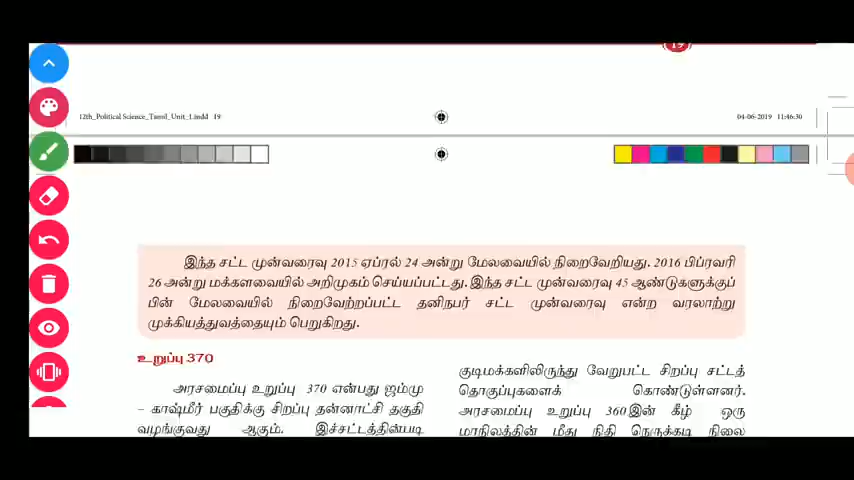 19
12th_Political Science_Tamil_Unit_1.indd 19
04-06-2019 11:46:30
இந்த சட்ட முன்வரைவு 2015 ஏப்ரல் 24 அன்று மேலவையில் நிறைவேறியது. 2016 பிப்ரவரி
26 அன்று மக்களவையில் அறிமுகம் செய்யப்பட்டது. இந்த சட்ட முன்வரைவு 45 ஆண்டுகளுக்குப்
பின் மேலவையில் நிறைவேற்றப்பட்ட தனிநபர் சட்ட முன்வரைவு என்ற வரலாற்று
முக்கியத்துவத்தையும் பெறுகிறது.
உறுப்பு 370
அரசமைப்பு உறுப்பு 370 என்பது ஜம்மு
– காஷ்மீர் பகுதிக்கு சிறப்பு தன்னாட்சி தகுதி
வழங்குவது ஆகும். இச்சட்டத்தின்படி
குடிமக்களிலிருந்து வேறுபட்ட சிறப்பு சட்டத்
தொகுப்புகளைக் கொண்டுள்ளனர்.
அரசமைப்பு உறுப்பு 360இன் கீழ் ஒரு
மாநிலத்தின் மீது நிதி நெருக்கடி நிலை